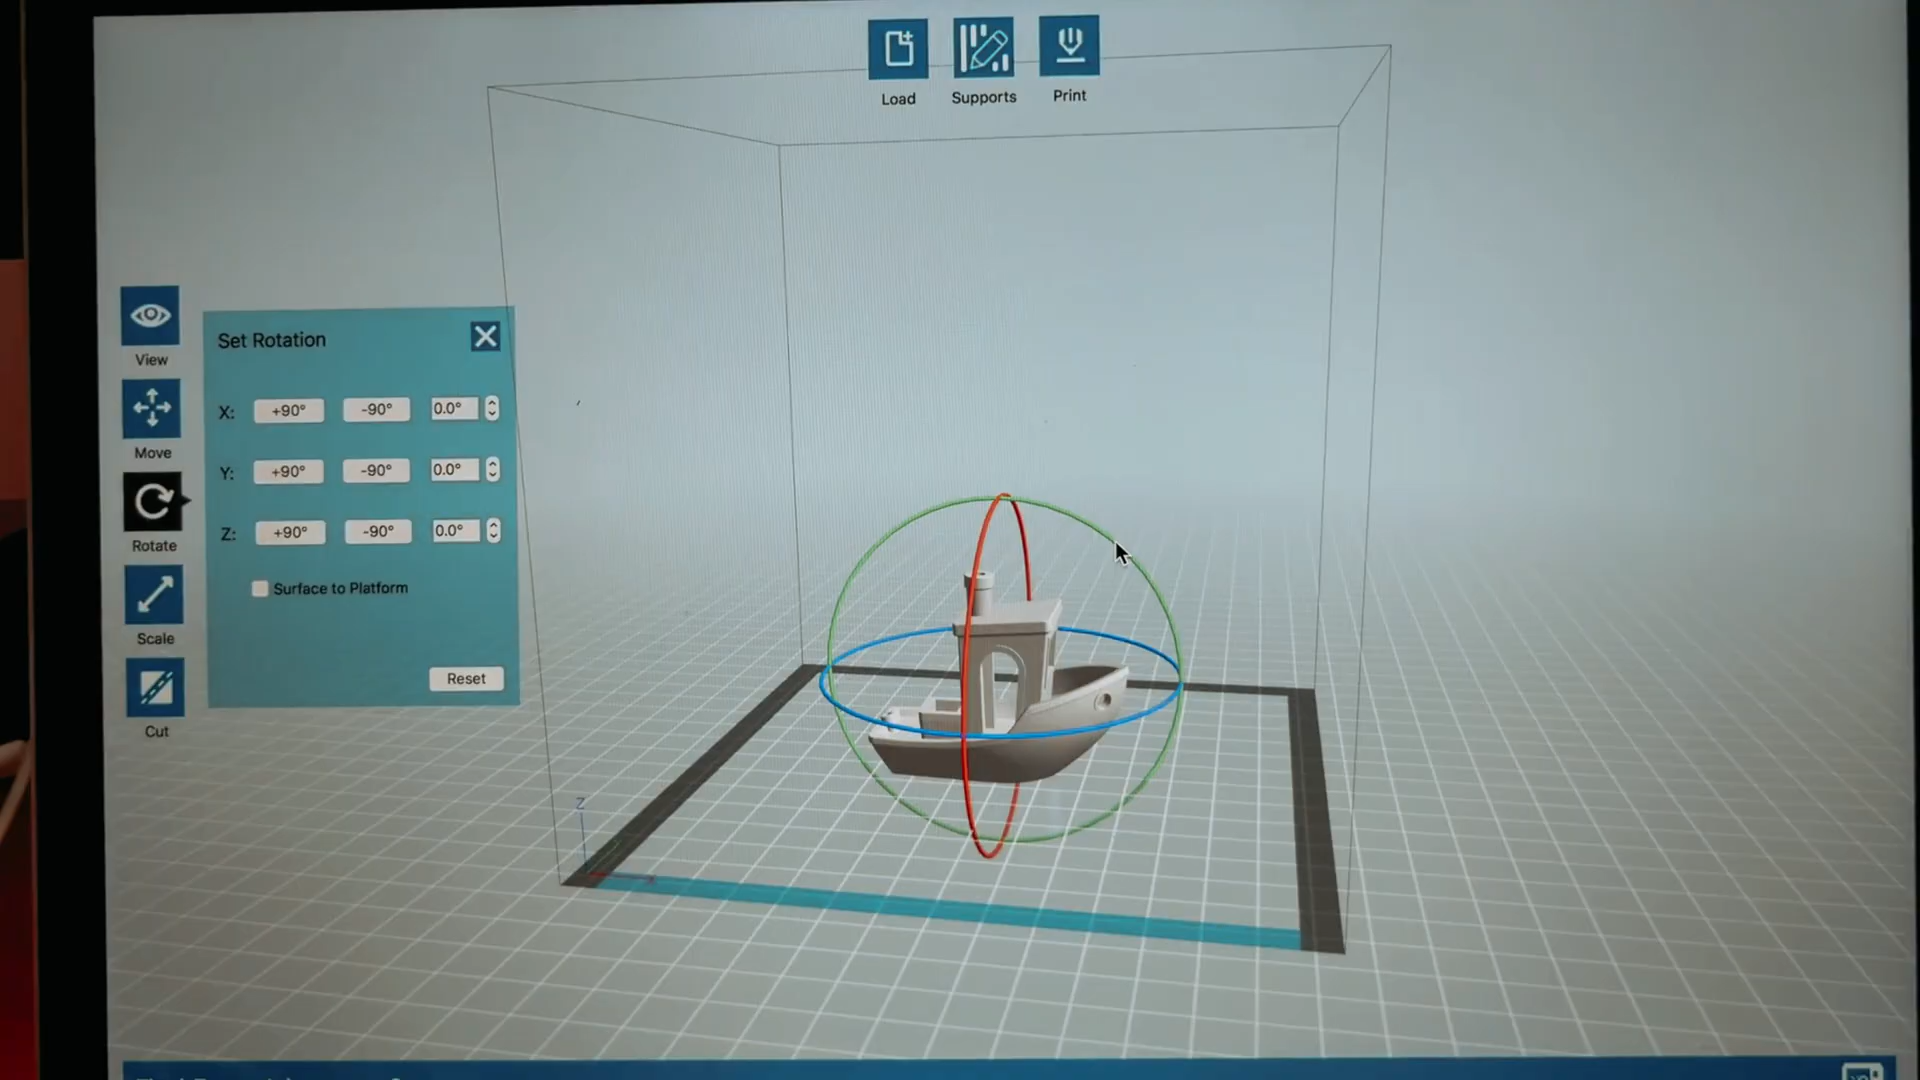 Load
Supports
Print
View
Move
Rotate
Scale
Cut
Set Rotation
X: +90° -90° 0.0°
Y: +90° -90° 0.0°
Z: +90° -90° 0.0°
Surface to Platform
Reset
Z